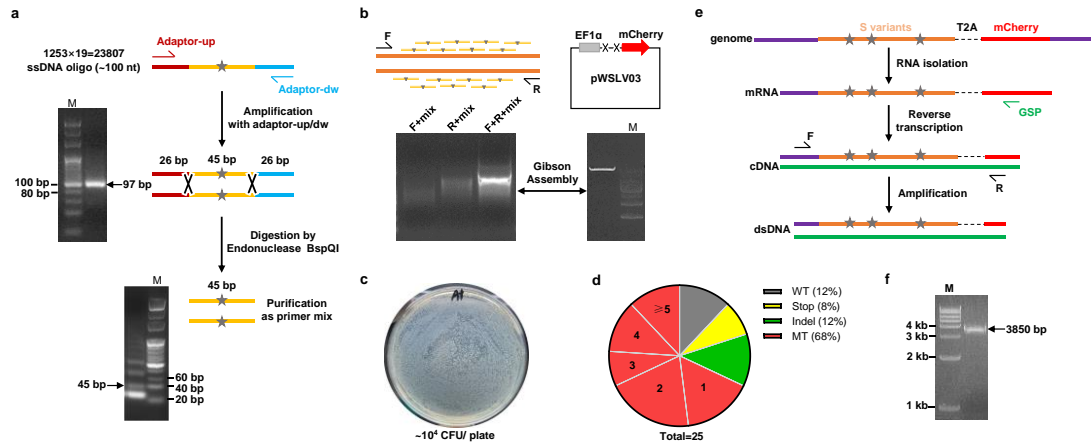 a
1253×19=23807
ssDNA oligo (~100 nt)
Adaptor-up
Adaptor-dw
Amplification
with adaptor-up/dw
M
100 bp
80 bp
97 bp
26 bp
45 bp
26 bp
Digestion by
Endonuclease BspQI
45 bp
Purification
as primer mix
M
45 bp
60 bp
40 bp
20 bp
b
F
R
EF1α
mCherry
pWSLV03
F+mix
R+mix
F+R+mix
M
Gibson
Assembly
c
~10⁴ CFU/ plate
d
≥5
4
3
2
1
Total=25
WT (12%)
Stop (8%)
Indel (12%)
MT (68%)
e
S variants
T2A
mCherry
genome
RNA isolation
mRNA
GSP
Reverse
transcription
F
cDNA
R
Amplification
dsDNA
f
M
4 kb
3 kb
2 kb
1 kb
3850 bp